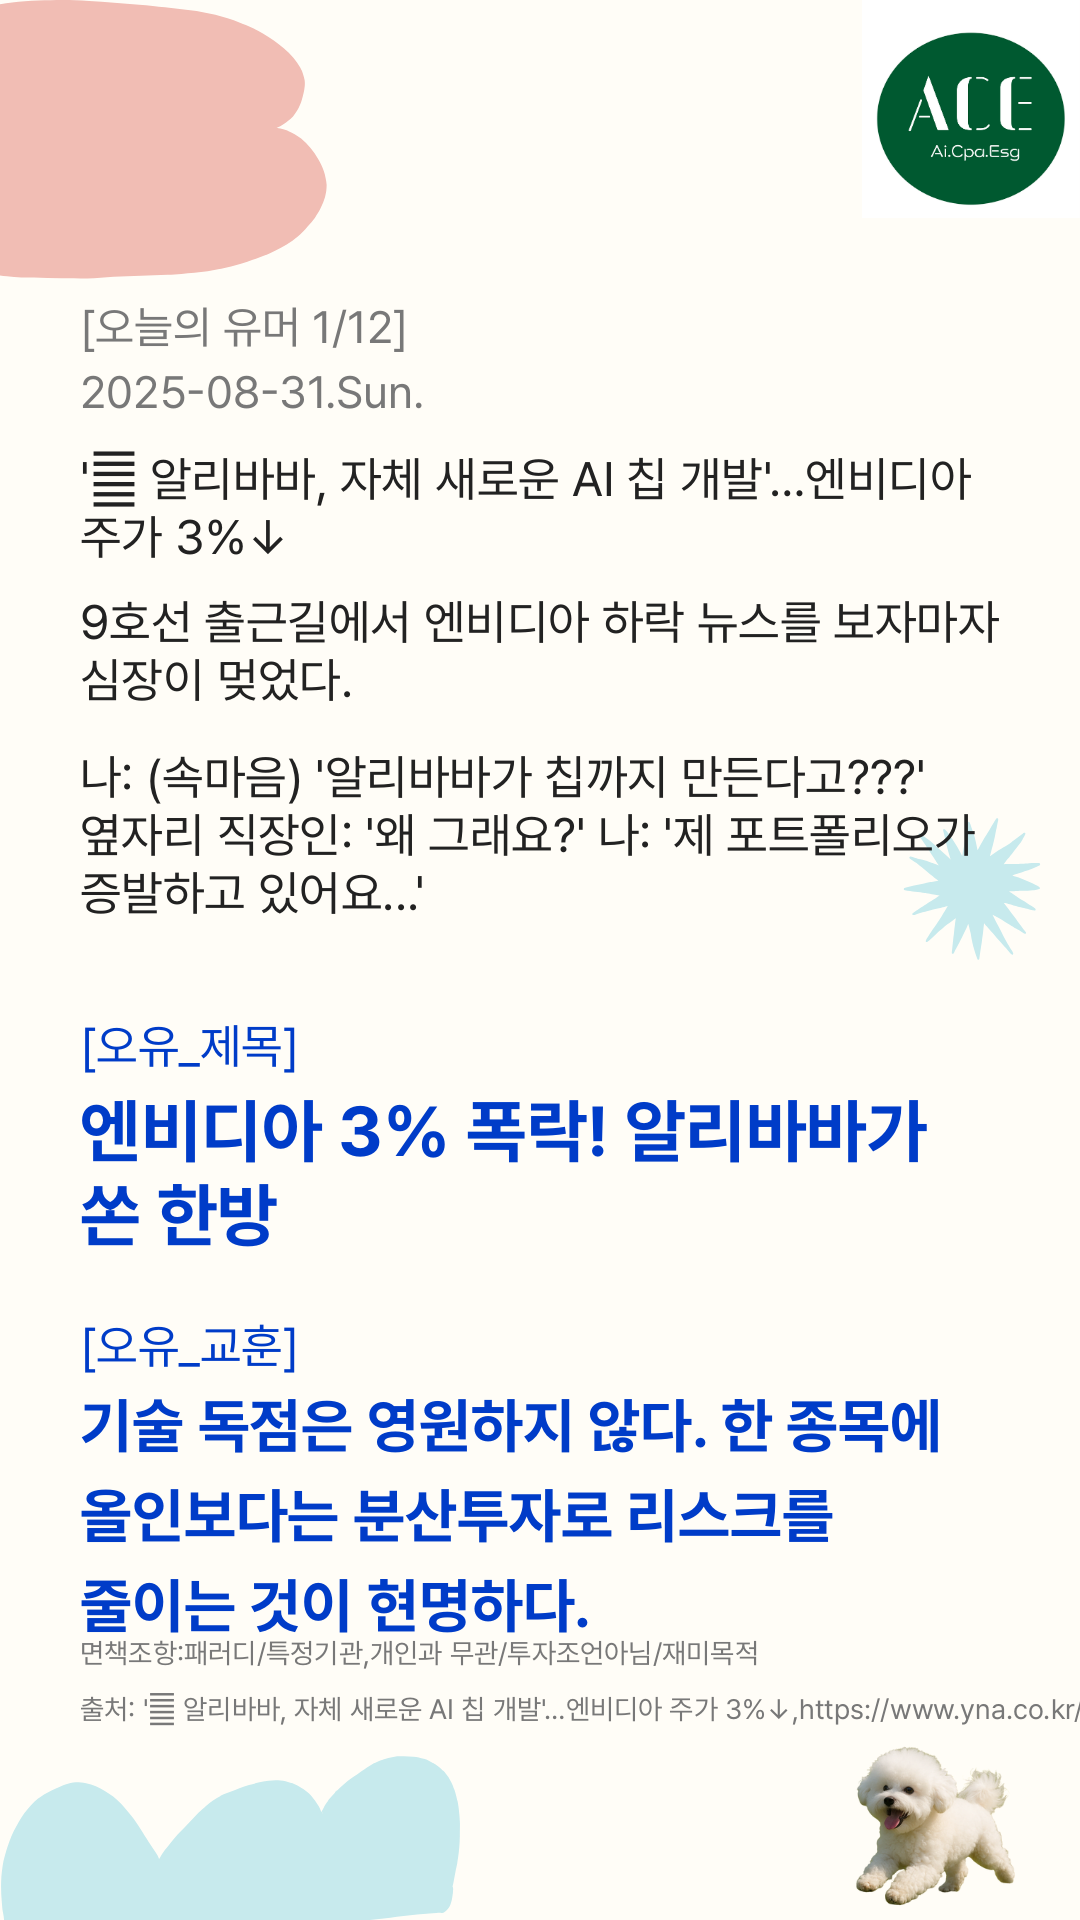 ACE
Ai.Cpa.Esg
[오늘의 유머 1/12]
2025-08-31.Sun.
' 알리바바, 자체 새로운 AI 칩 개발'...엔비디아
주가 3%↓
9호선 출근길에서 엔비디아 하락 뉴스를 보자마자
심장이 멎었다.
나: (속마음) '알리바바가 칩까지 만든다고???'
옆자리 직장인: '왜 그래요?' 나: '제 포트폴리오가
증발하고 있어요...'
[오유_제목]
엔비디아 3% 폭락! 알리바바가
쏜 한방
[오유_교훈]
기술 독점은 영원하지 않다. 한 종목에
올인보다는 분산투자로 리스크를
줄이는 것이 현명하다.
면책조항:패러디/특정기관,개인과 무관/투자조언아님/재미목적
출처: ' 알리바바, 자체 새로운 AI 칩 개발'...엔비디아 주가 3%↓,https://www.yna.co.kr/